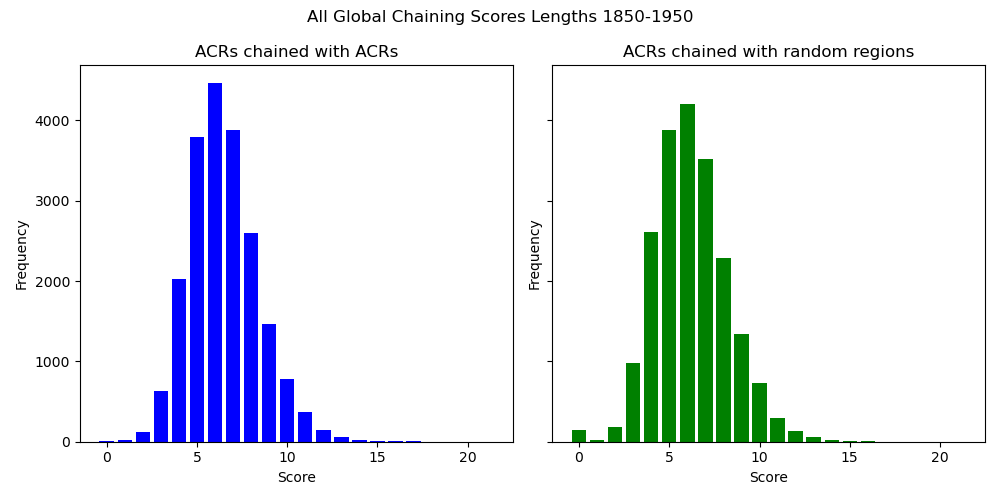 All Global Chaining Scores Lengths 1850-1950
ACRs chained with ACRs
Frequency
4000
3000
2000
1000
0
0 5 10 15 20
Score
ACRs chained with random regions
Frequency
0 5 10 15 20
Score